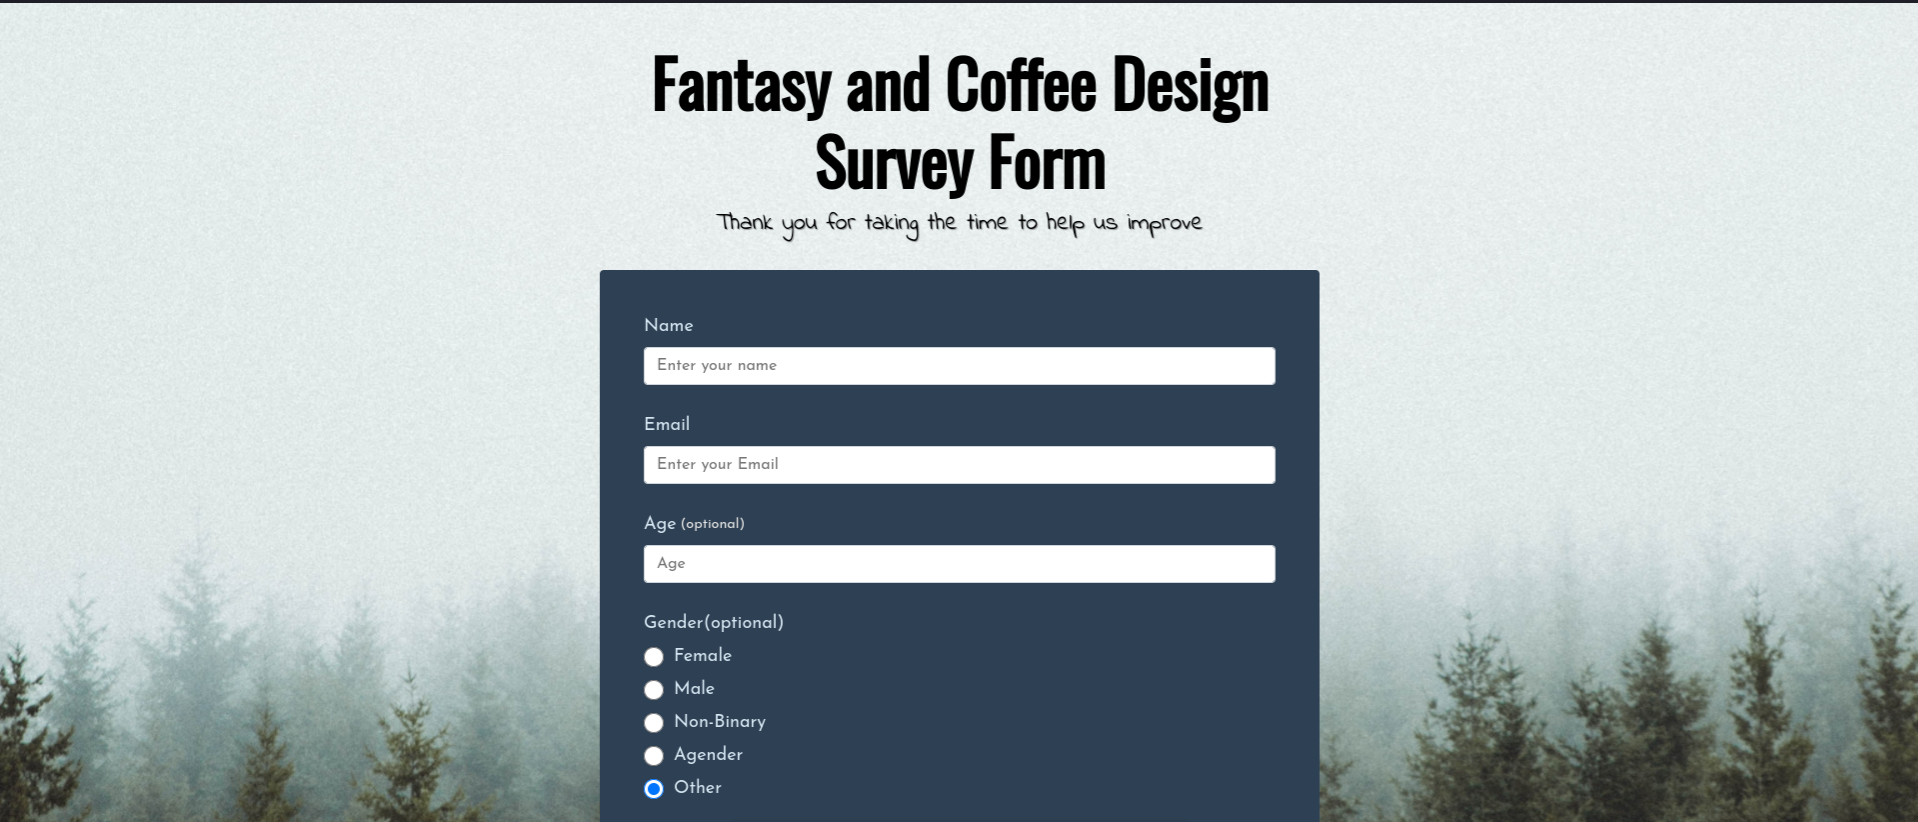 Fantasy and Coffee Design
Survey Form
Thank you for taking the time to help us improve
Name
Enter your name
Email
Enter your Email
Age (optional)
Age
Gender(optional)
Female
Male
Non-Binary
Agender
Other